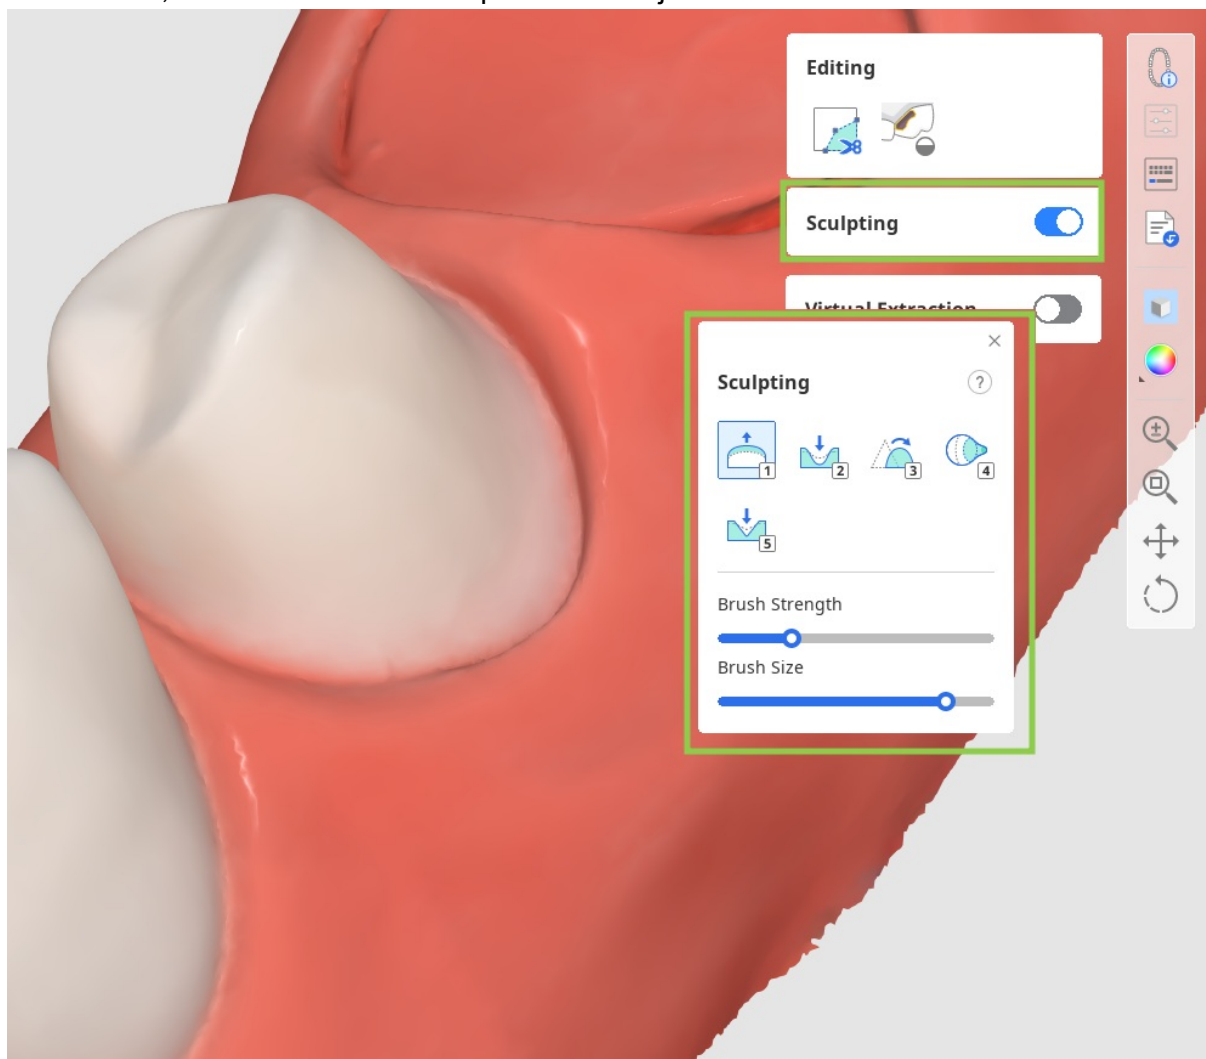 Editing
Sculpting
Virtual Extraction
Sculpting
?
1
2
3
4
5
Brush Strength
Brush Size